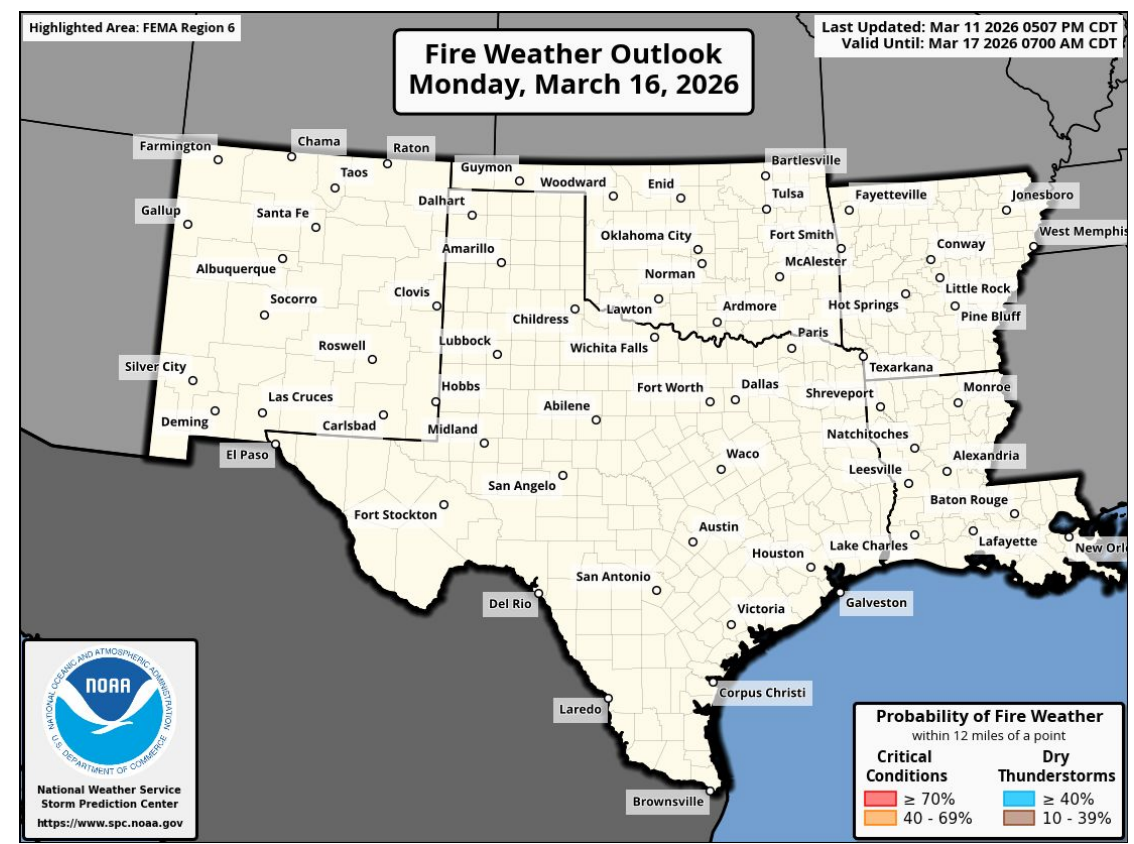 Highlighted Area: FEMA Region 6
Last Updated: Mar 11 2026 0507 PM CDT
Valid Until: Mar 17 2026 0700 AM CDT
Fire Weather Outlook
Monday, March 16, 2026
Farmington
Chama
Raton
Taos
Guymon
Woodward
Enid
Bartlesville
Tulsa
Fayetteville
Jonesboro
Gallup
Santa Fe
Dalhart
Oklahoma City
Fort Smith
Conway
West Memphis
Albuquerque
Amarillo
Norman
McAlester
Little Rock
Socorro
Clovis
Childress
Lawton
Ardmore
Hot Springs
Pine Bluff
Roswell
Lubbock
Wichita Falls
Paris
Texarkana
Silver City
Hobbs
Fort Worth
Dallas
Shreveport
Monroe
Las Cruces
Deming
Carlsbad
Midland
Abilene
Natchitoches
El Paso
Waco
Leesville
Alexandria
San Angelo
Baton Rouge
Fort Stockton
Austin
Houston
Lake Charles
Lafayette
New Orl
San Antonio
Del Rio
Victoria
Galveston
Corpus Christi
Laredo
Brownsville
NATIONAL OCEANIC AND ATMOSPHERIC ADMINISTRATION
NOAA
U.S. DEPARTMENT OF COMMERCE
National Weather Service
Storm Prediction Center
https://www.spc.noaa.gov
Probability of Fire Weather
within 12 miles of a point
Critical Conditions
Dry Thunderstorms
≥ 70%
≥ 40%
40 - 69%
10 - 39%